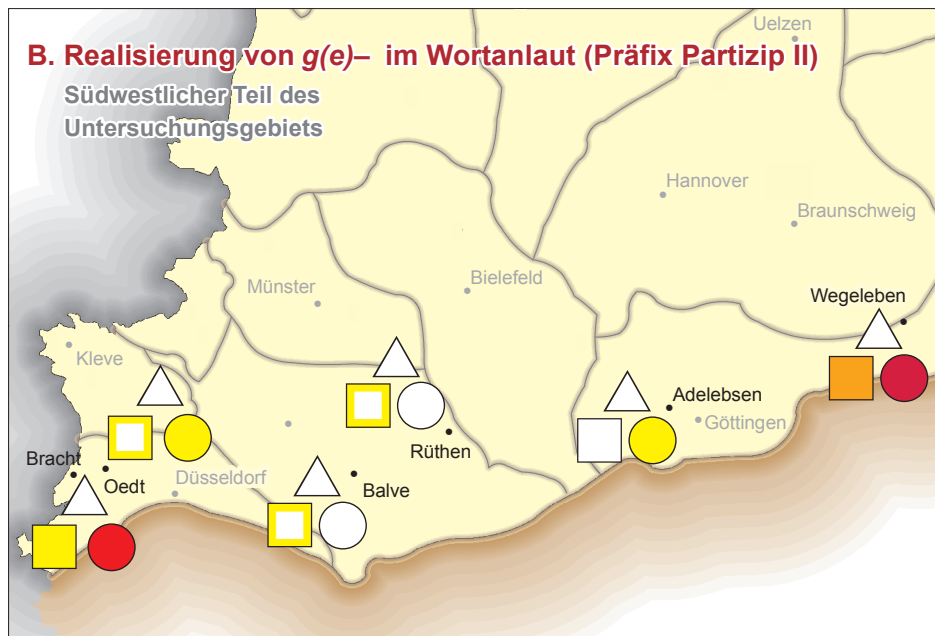 Uelzen
B. Realisierung von g(e)– im Wortanlaut (Präfix Partizip II)
Südwestlicher Teil des
Untersuchungsgebiets
Hannover
Braunschweig
Bielefeld
Münster
Wegeleben
Kleve
Adelebsen
Göttingen
Rüthen
Bracht
Oedt
Düsseldorf
Balve